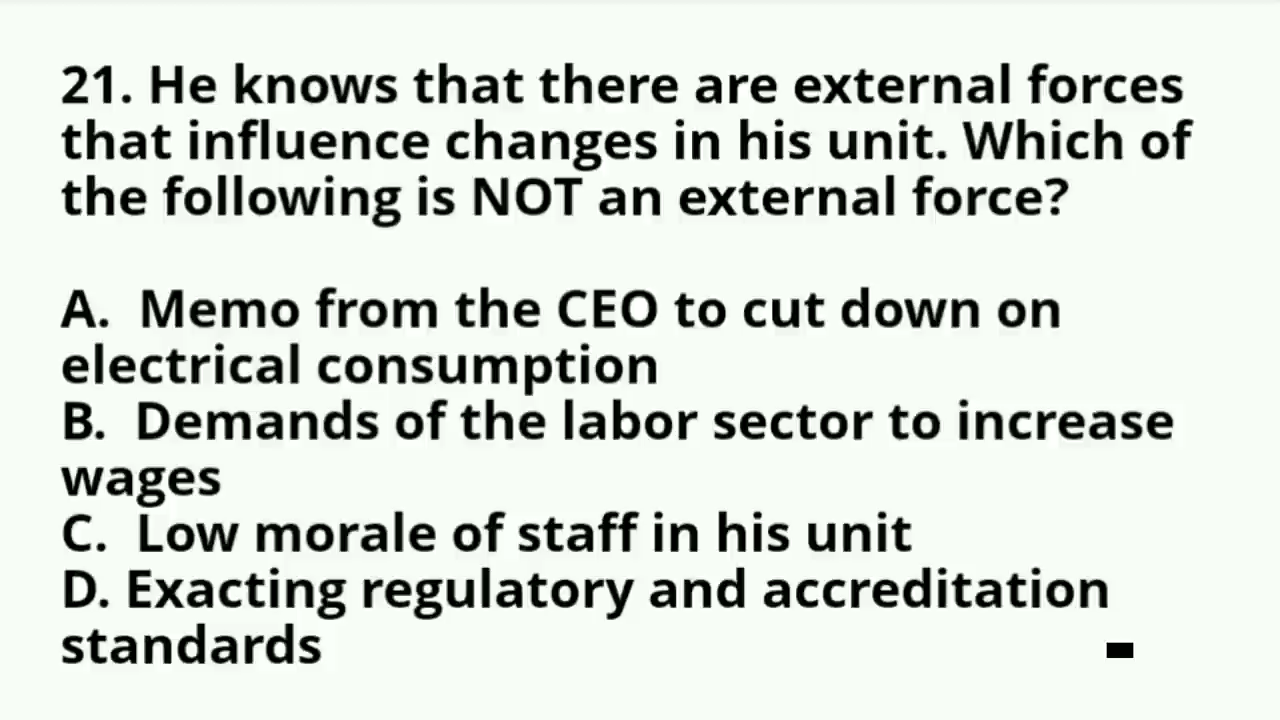 21. He knows that there are external forces
that influence changes in his unit. Which of
the following is NOT an external force?
A. Memo from the CEO to cut down on
electrical consumption
B. Demands of the labor sector to increase
wages
C. Low morale of staff in his unit
D. Exacting regulatory and accreditation
standards